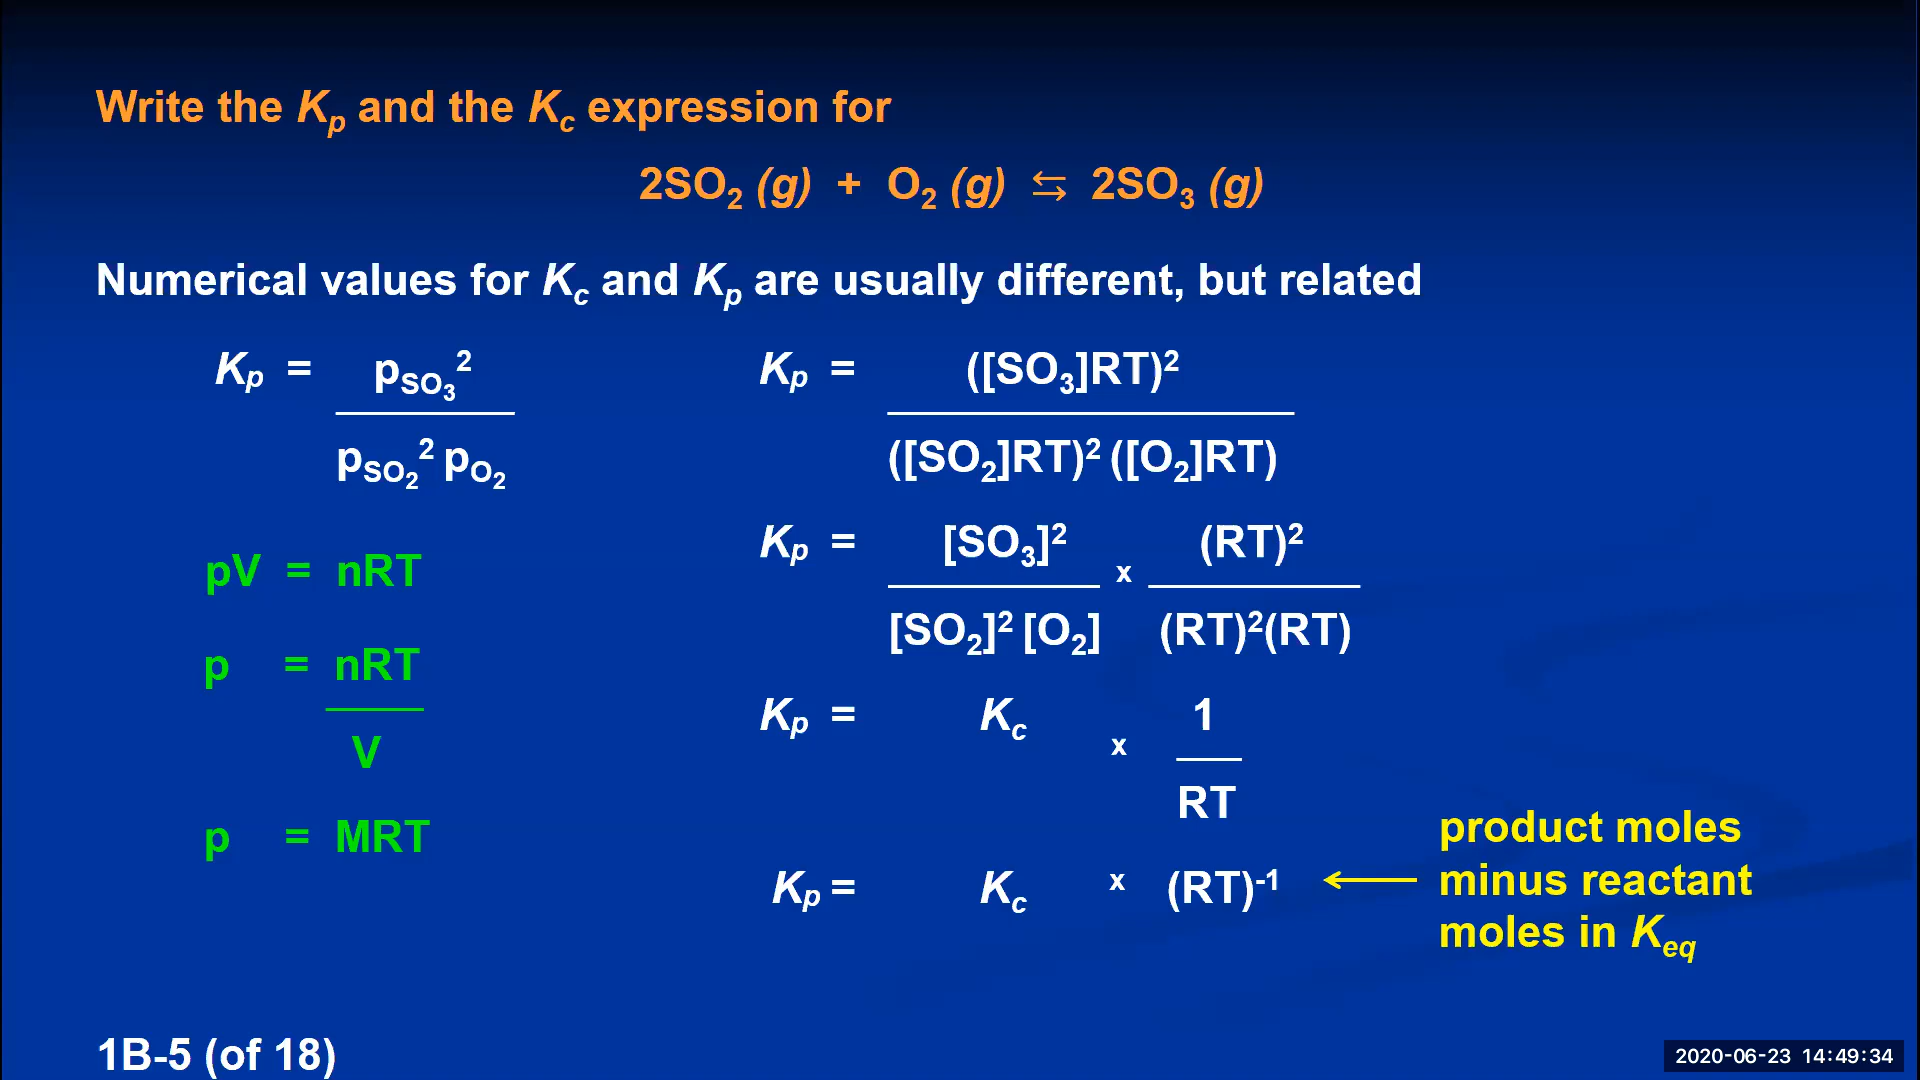 Write the Kp and the Kc expression for
2SO2 (g) + O2 (g) ⇆ 2SO3 (g)
Numerical values for Kc and Kp are usually different, but related
Kp = pSO3²
pSO2² pO2
pV = nRT
p = nRT
V
p = MRT
Kp = ([SO3]RT)²
([SO2]RT)² ([O2]RT)
Kp = [SO3]² x (RT)²
[SO2]² [O2] (RT)²(RT)
Kp = Kc x 1
RT
Kp = Kc x (RT)⁻¹
product moles
minus reactant
moles in Keq
1B-5 (of 18)
2020-06-23 14:49:34